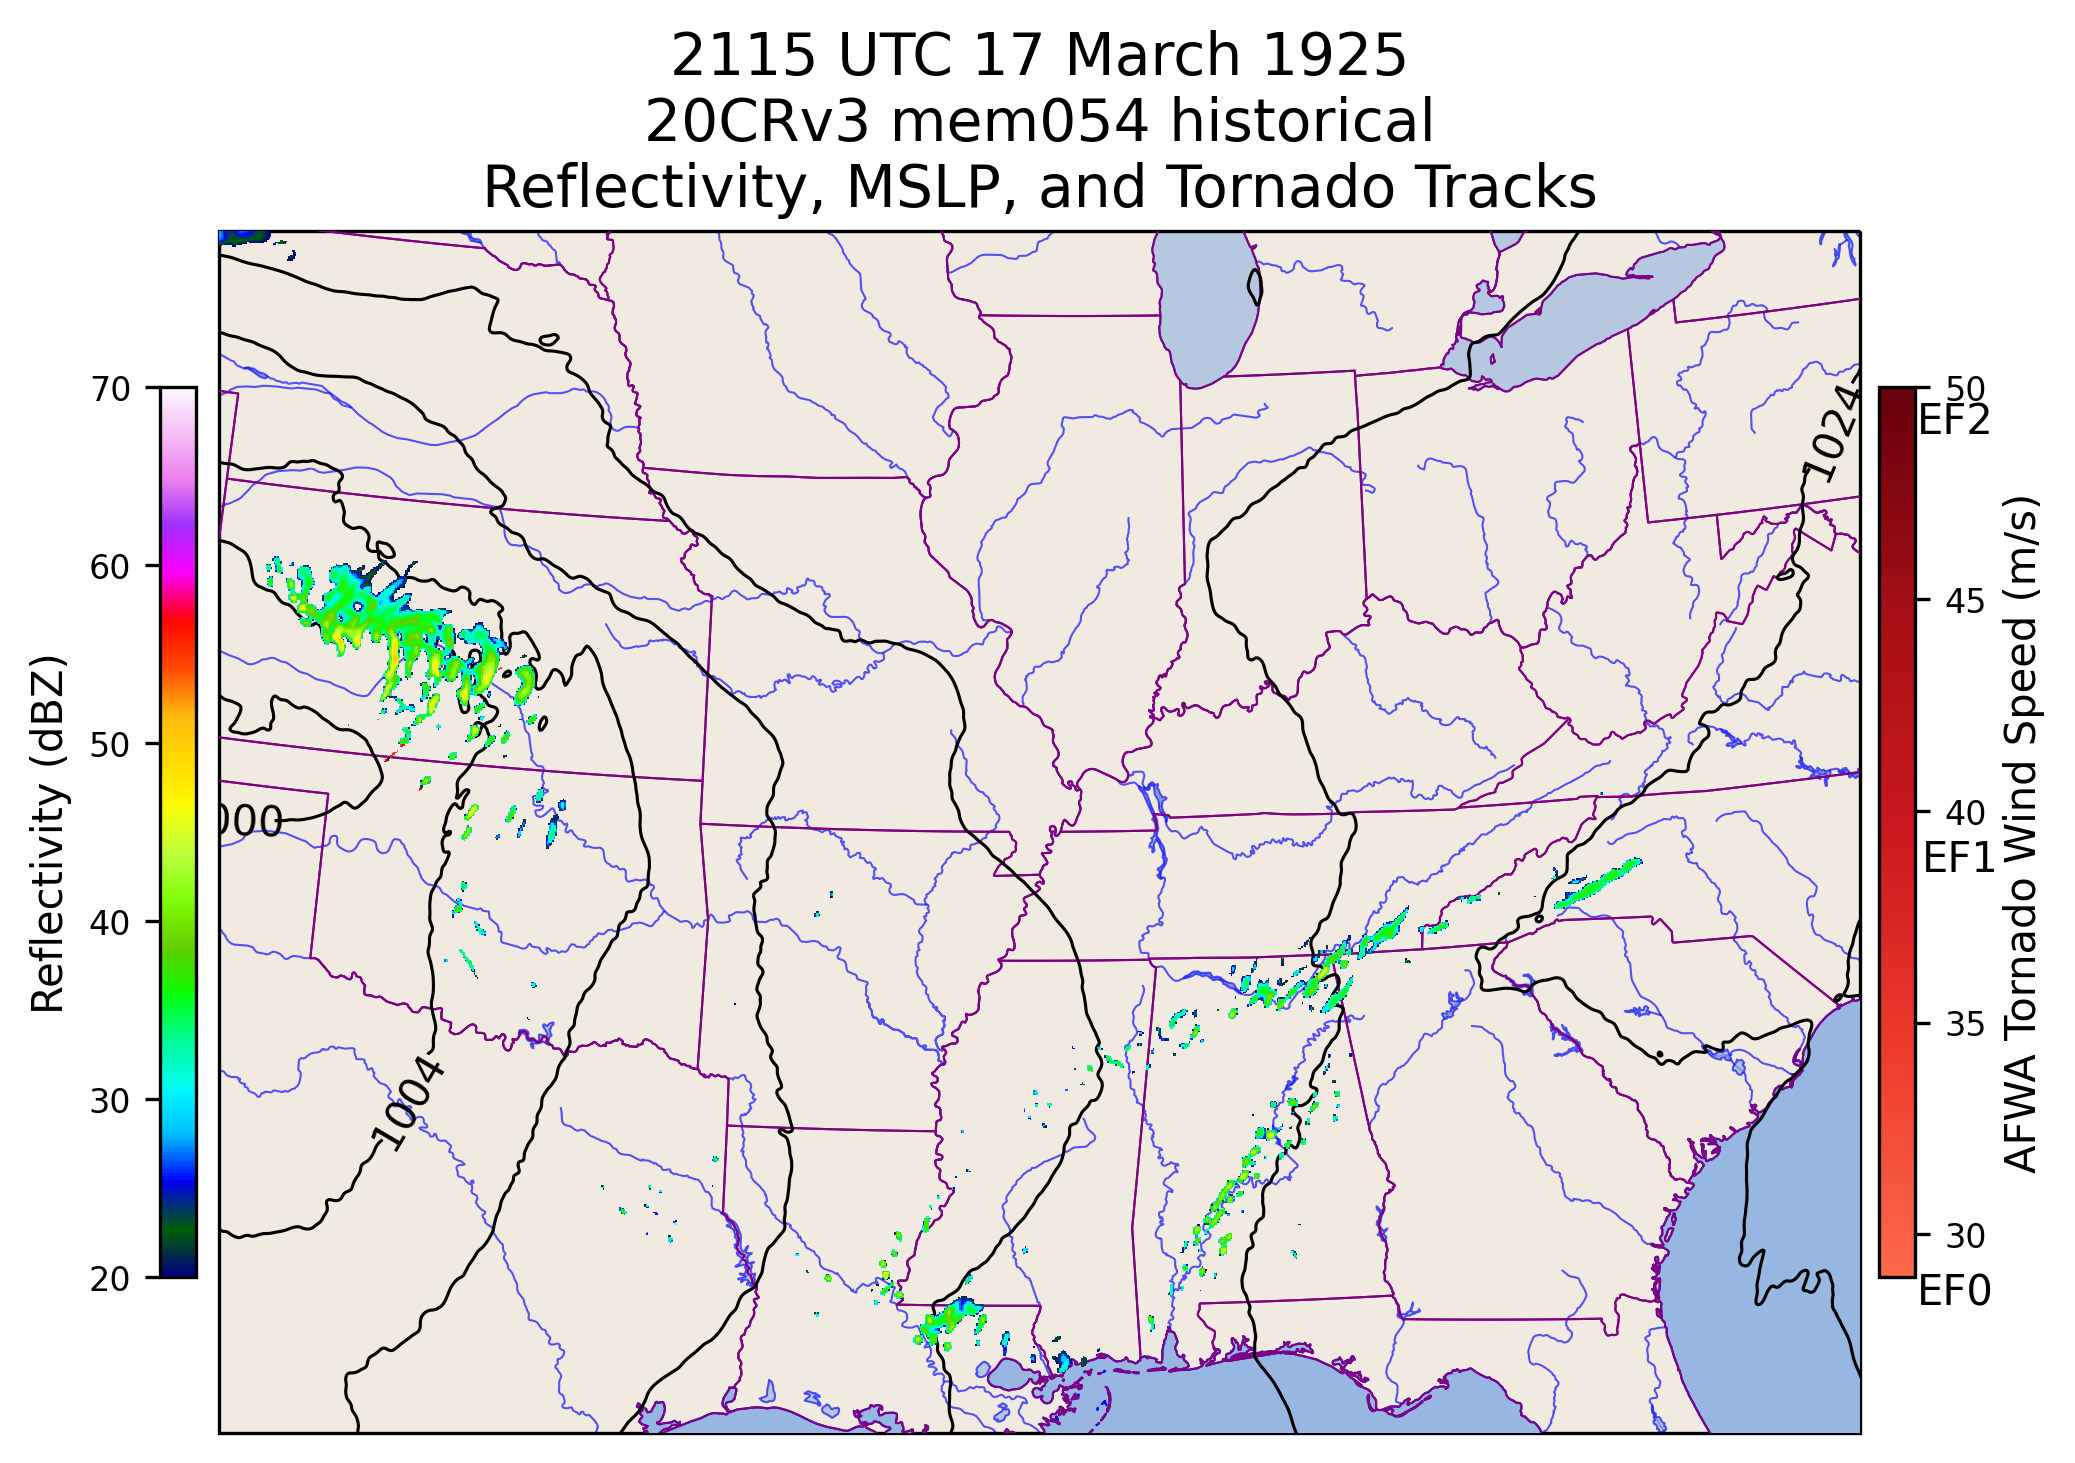 2115 UTC 17 March 1925
20CRv3 mem054 historical
Reflectivity, MSLP, and Tornado Tracks
70
60
50
40
30
20
Reflectivity (dBZ)
1024
000
1004
50
EF2
45
40
EF1
35
30
EF0
AFWA Tornado Wind Speed (m/s)